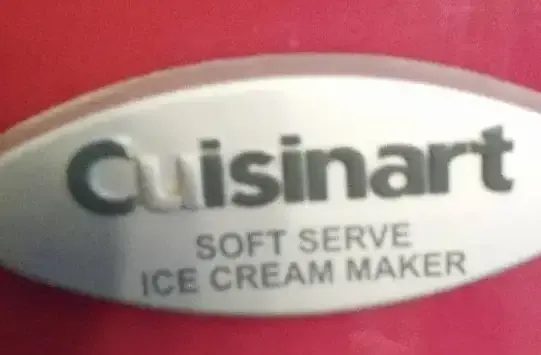 Cuisinart
SOFT SERVE
ICE CREAM MAKER